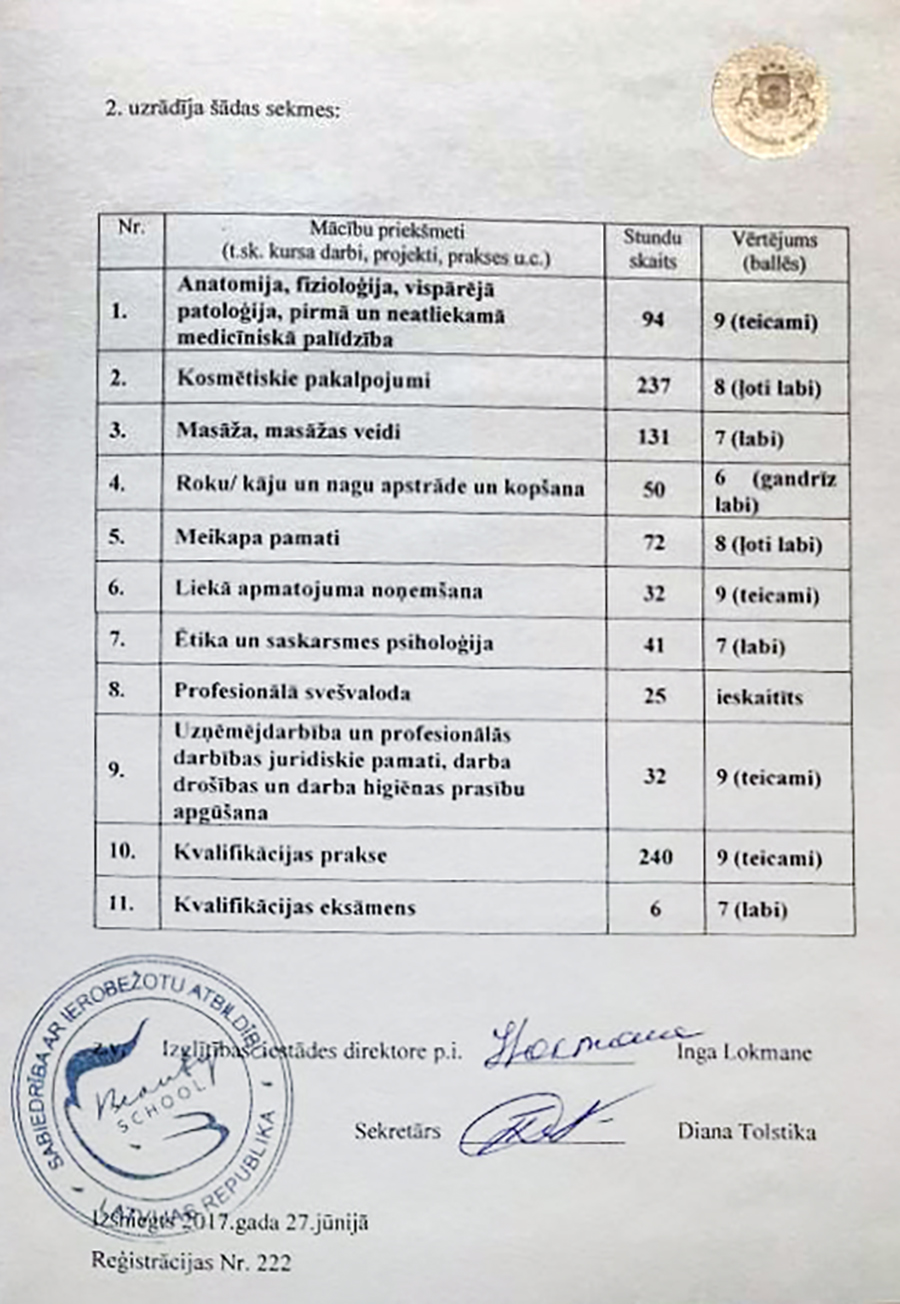 2. uzrādīja šādas sekmes:
Nr. Mācību priekšmeti (t.sk. kursa darbi, projekti, prakses u.c.) Stundu skaits Vērtējums (ballēs)
1. Anatomija, fizioloģija, vispārējā
patoloģija, pirmā un neatliekamā
medicīniskā palīdzība 94 9 (teicami)
2. Kosmētiskie pakalpojumi 237 8 (ļoti labi)
3. Masāža, masāžas veidi 131 7 (labi)
4. Roku/ kāju un nagu apstrāde un kopšana 50 6 (gandrīz labi)
5. Meikapa pamati 72 8 (ļoti labi)
6. Liekā apmatojuma noņemšana 32 9 (teicami)
7. Ētika un saskarsmes psiholoģija 41 7 (labi)
8. Profesionālā svešvaloda 25 ieskaitīts
9. Uzņēmējdarbība un profesionālās
darbības juridiskie pamati, darba
drošības un darba higiēnas prasību
apgūšana 32 9 (teicami)
10. Kvalifikācijas prakse 240 9 (teicami)
11. Kvalifikācijas eksāmens 6 7 (labi)
SABIEDRĪBA AR IEROBEŽOTU ATBILDĪBU
Beauty
SCHOOL
LATVIJAS REPUBLIKA
z.v. Izglītības iestādes direktore p.i. Inga Lokmane
Sekretārs Diana Tolstika
Izsniegts 2017.gada 27.jūnijā
Reģistrācijas Nr. 222